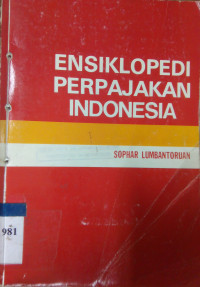 ENSIKLOPEDI
PERPAJAKAN
INDONESIA
SOPHAR LUMBANTORUAN
981